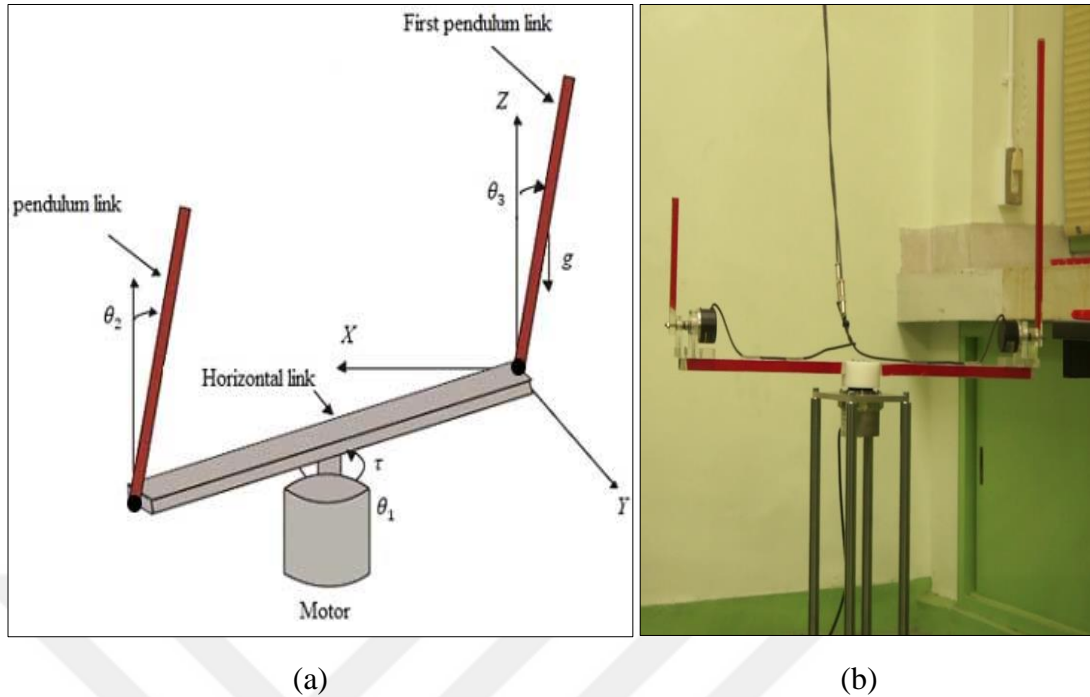 First pendulum link
Z
θ3
pendulum link
g
θ2
X
Horizontal link
τ
θ1
Y
Motor
(a)
(b)